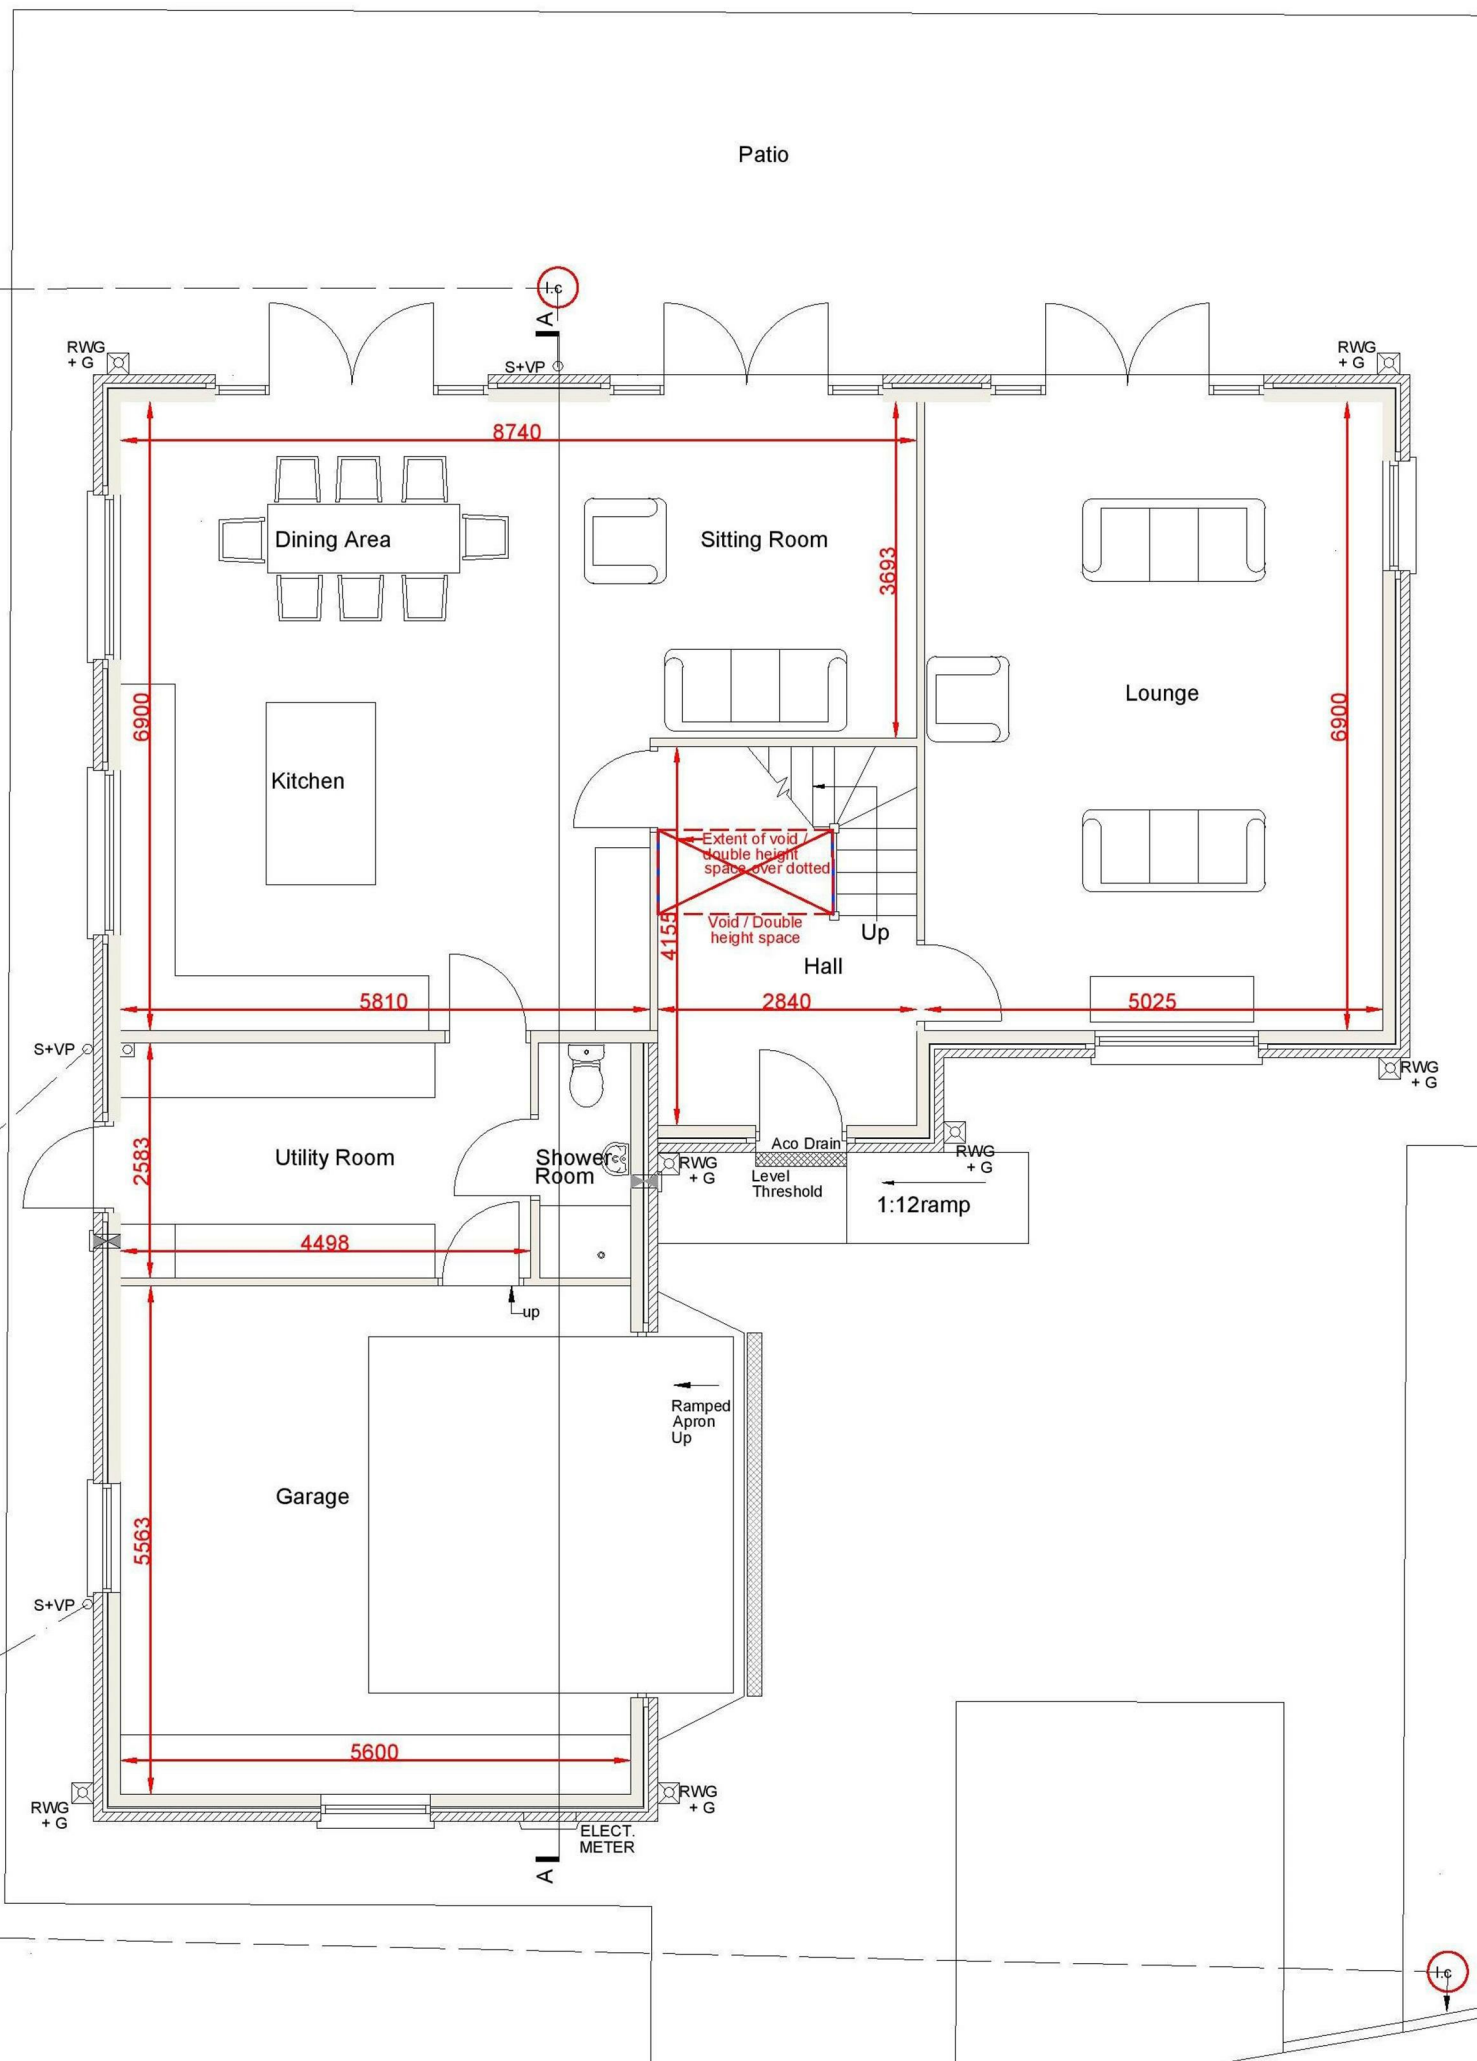 Patio
I.c
A
RWG
+ G
S+VP
RWG
+ G
8740
Dining Area
Sitting Room
3693
6900
Lounge
6900
Kitchen
Extent of void /
double height
space over dotted
Void / Double
height space
4155
Up
Hall
5810
2840
5025
S+VP
RWG
+ G
2583
Utility Room
Shower
Room
Aco Drain
Level
Threshold
RWG
+ G
RWG
+ G
1:12ramp
4498
up
Ramped
Apron
Up
Garage
5563
S+VP
5600
RWG
+ G
RWG
+ G
ELECT.
METER
A
I.c